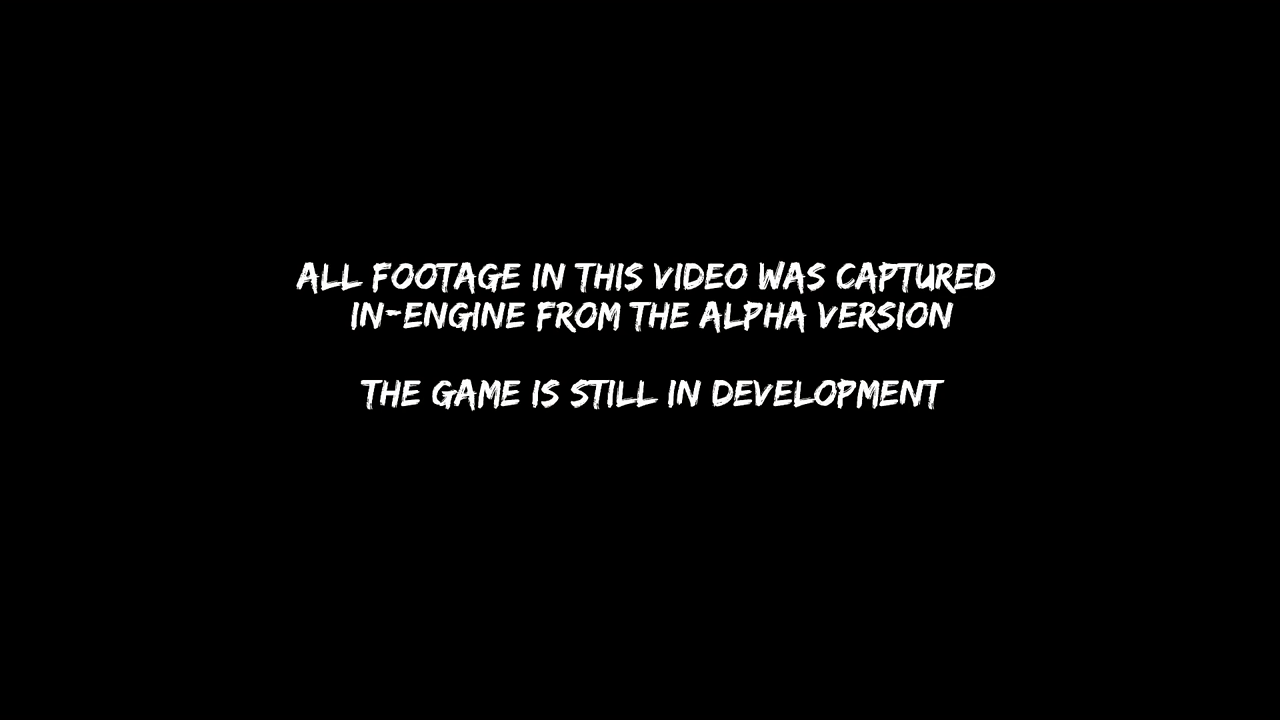 ALL FOOTAGE IN THIS VIDEO WAS CAPTURED
IN-ENGINE FROM THE ALPHA VERSION
THE GAME IS STILL IN DEVELOPMENT